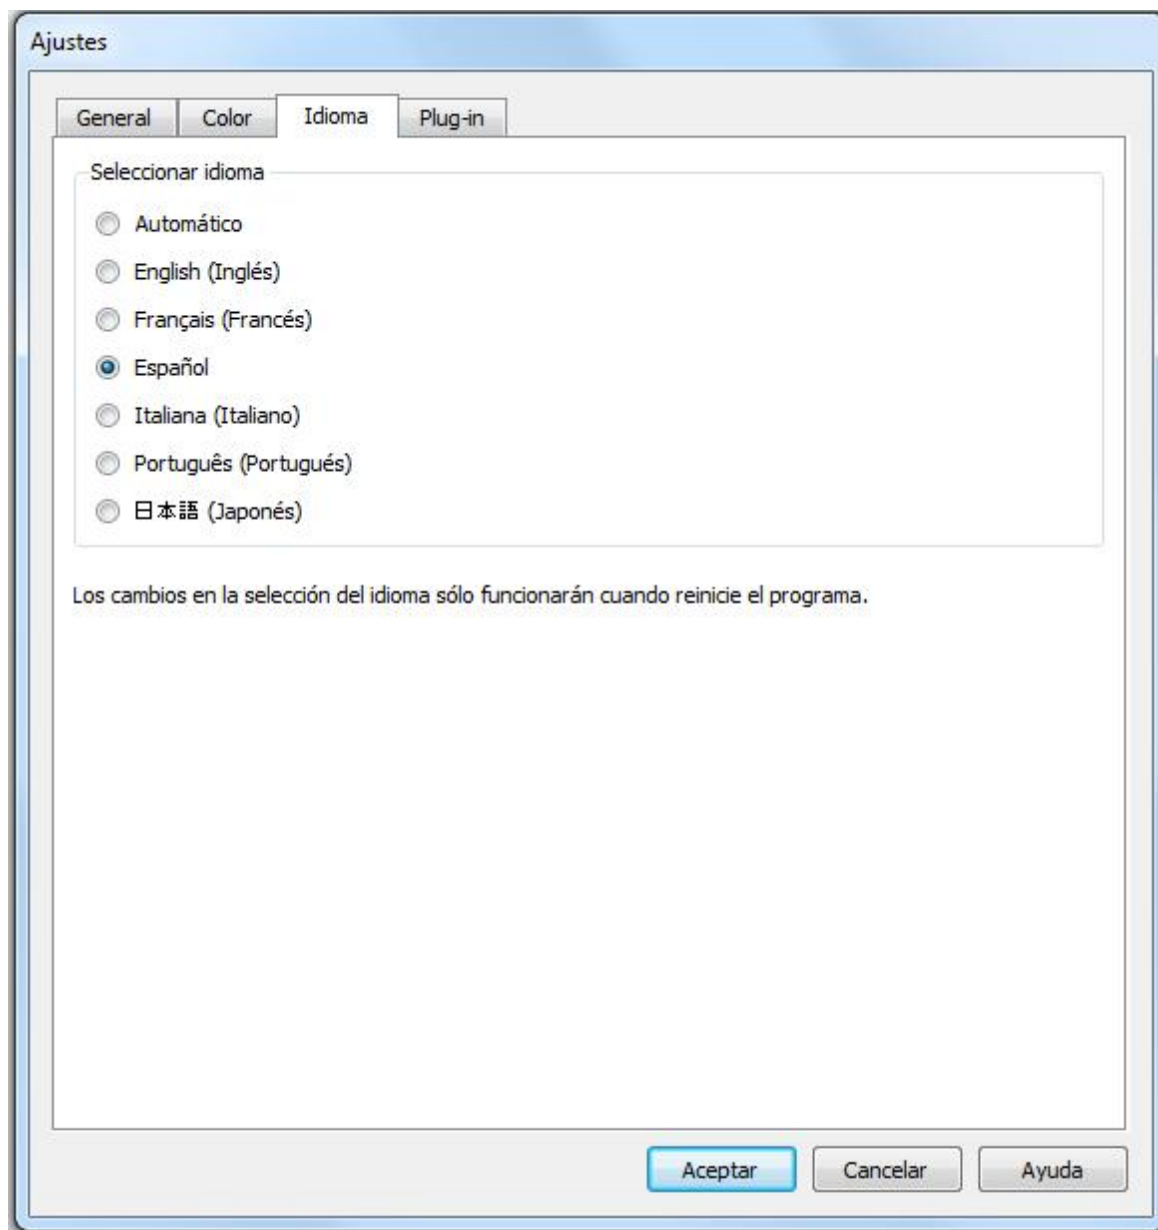 Ajustes
General Color Idioma Plug-in
Seleccionar idioma
Automático
English (Inglés)
Français (Francés)
Español
Italiana (Italiano)
Português (Portugués)
日本語 (Japonés)
Los cambios en la selección del idioma sólo funcionarán cuando reinicie el programa.
Aceptar Cancelar Ayuda